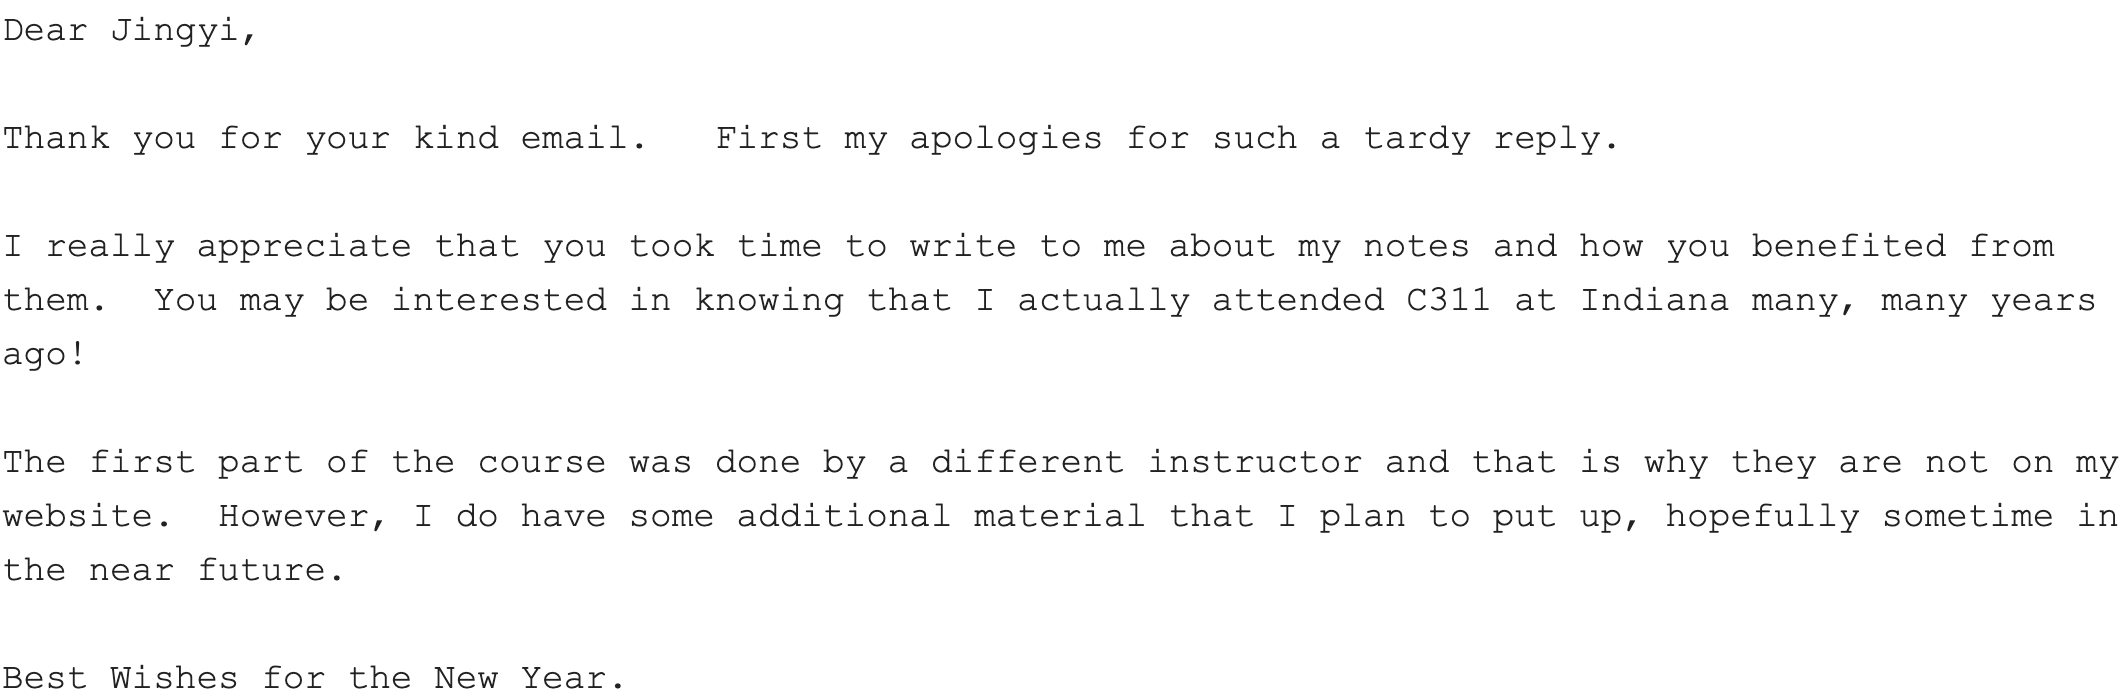 Dear Jingyi,
Thank you for your kind email.   First my apologies for such a tardy reply.
I really appreciate that you took time to write to me about my notes and how you benefited from
them.  You may be interested in knowing that I actually attended C311 at Indiana many, many years
ago!
The first part of the course was done by a different instructor and that is why they are not on my
website.  However, I do have some additional material that I plan to put up, hopefully sometime in
the near future.
Best Wishes for the New Year.